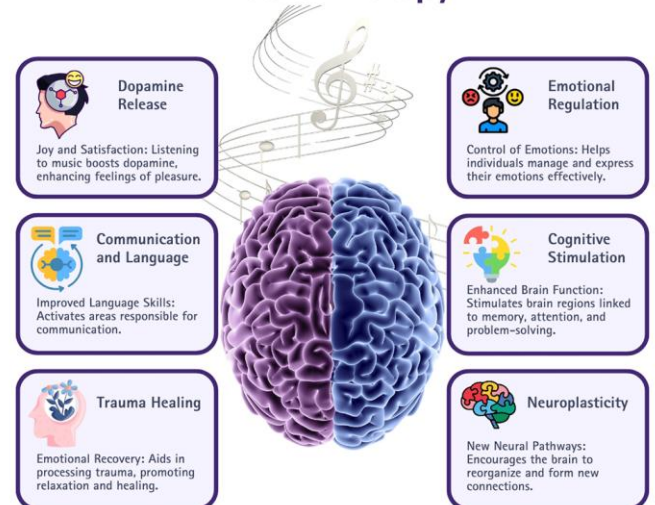 Dopamine
Release
Joy and Satisfaction: Listening
to music boosts dopamine,
enhancing feelings of pleasure.
Communication
and Language
Improved Language Skills:
Activates areas responsible for
communication.
Trauma Healing
Emotional Recovery: Aids in
processing trauma, promoting
relaxation and healing.
Emotional
Regulation
Control of Emotions: Helps
individuals manage and express
their emotions effectively.
Cognitive
Stimulation
Enhanced Brain Function:
Stimulates brain regions linked
to memory, attention, and
problem-solving.
Neuroplasticity
New Neural Pathways:
Encourages the brain to
reorganize and form new
connections.